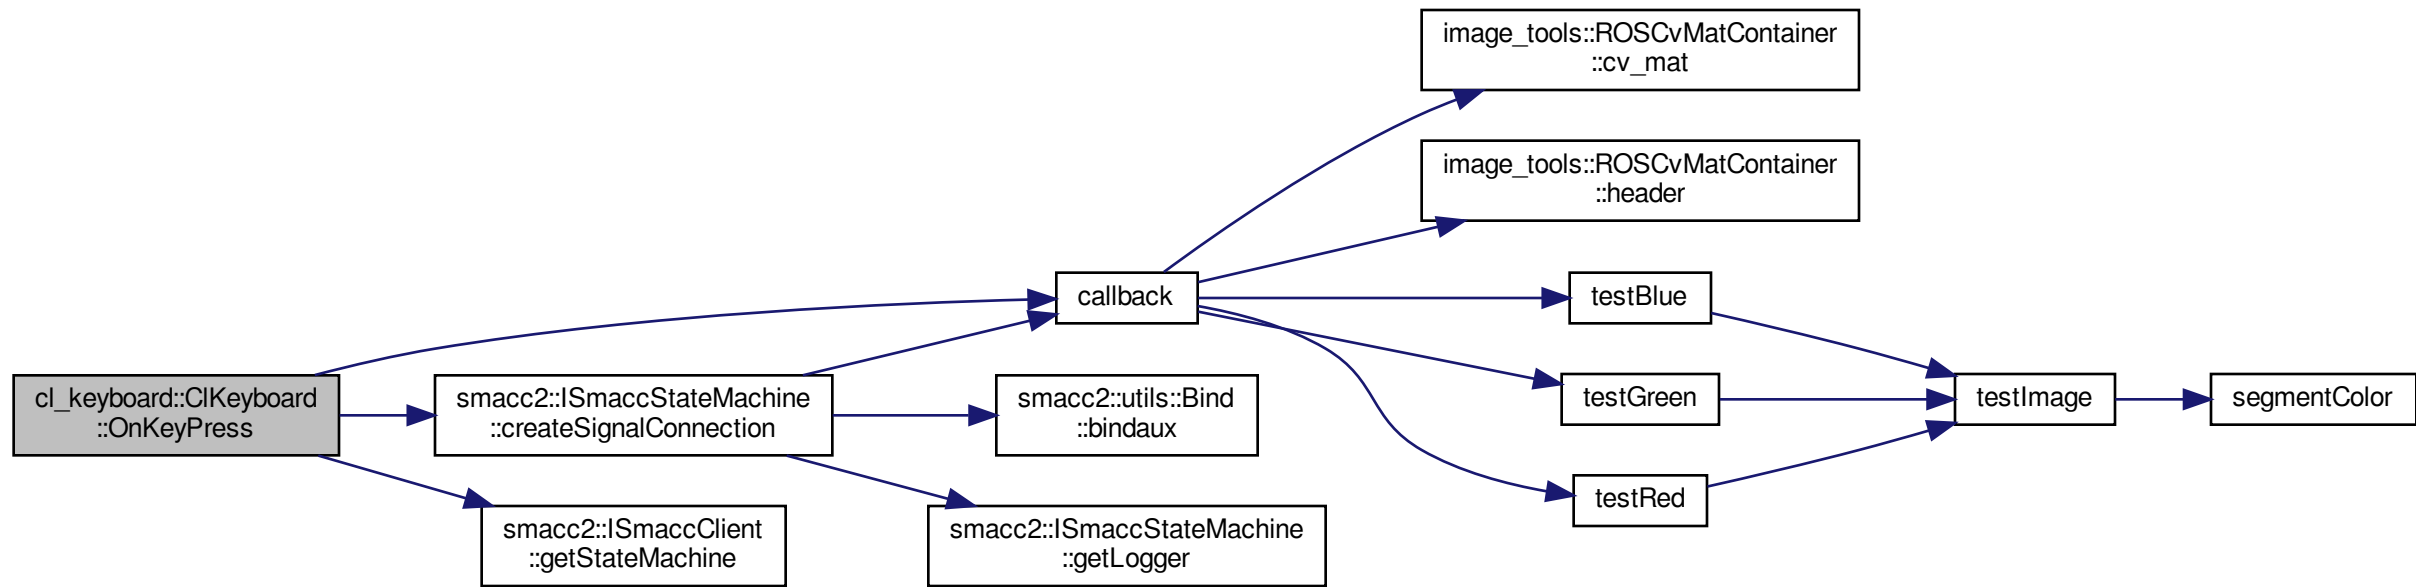 cl_keyboard::ClKeyboard
::OnKeyPress
smacc2::ISmaccStateMachine
::createSignalConnection
smacc2::ISmaccClient
::getStateMachine
callback
smacc2::utils::Bind
::bindaux
smacc2::ISmaccStateMachine
::getLogger
image_tools::ROSCvMatContainer
::cv_mat
image_tools::ROSCvMatContainer
::header
testBlue
testGreen
testRed
testImage
segmentColor